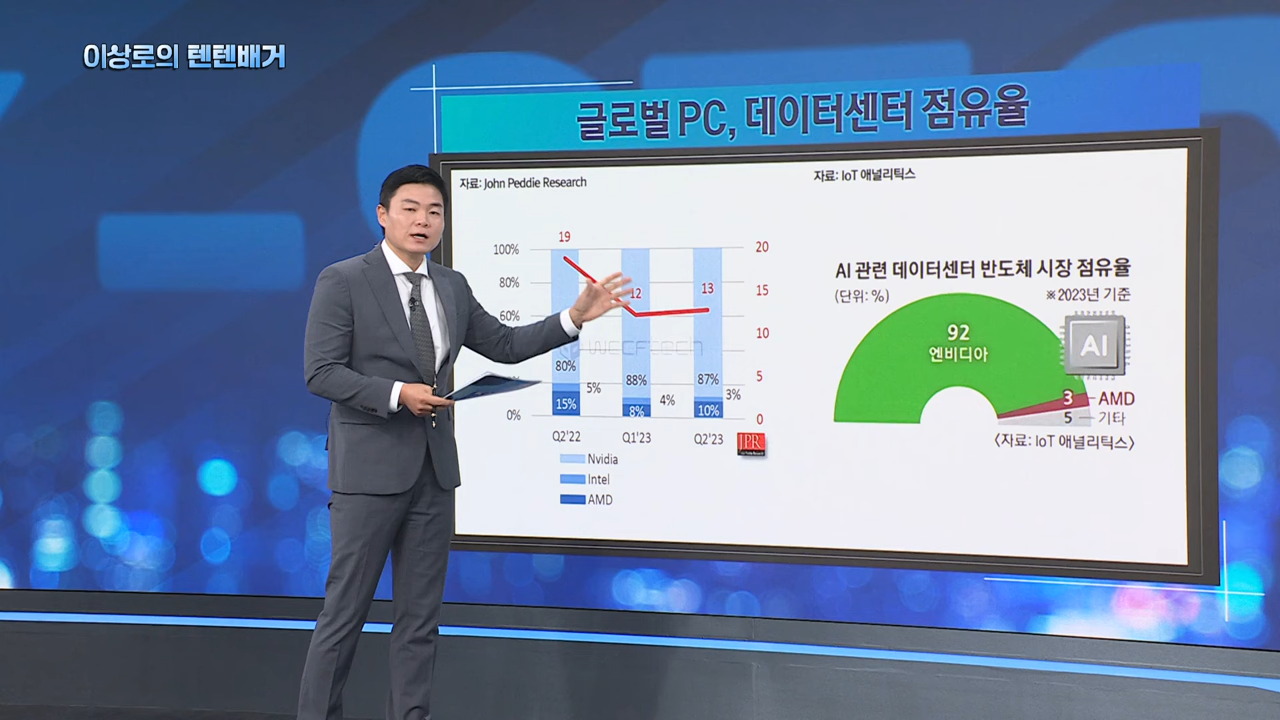 이상로의 텐텐배거
글로벌 PC, 데이터센터 점유율
자료: John Peddie Research
19
100%
80%
60%
0%
12
13
20
15
10
5
0
80%
88%
87%
5%
4%
3%
15%
8%
10%
Q2'22
Q1'23
Q2'23
JPR
Nvidia
Intel
AMD
자료: IoT 애널리틱스
AI 관련 데이터센터 반도체 시장 점유율
(단위: %)
※2023년 기준
92
엔비디아
AI
3 AMD
5 기타
〈자료: IoT 애널리틱스〉